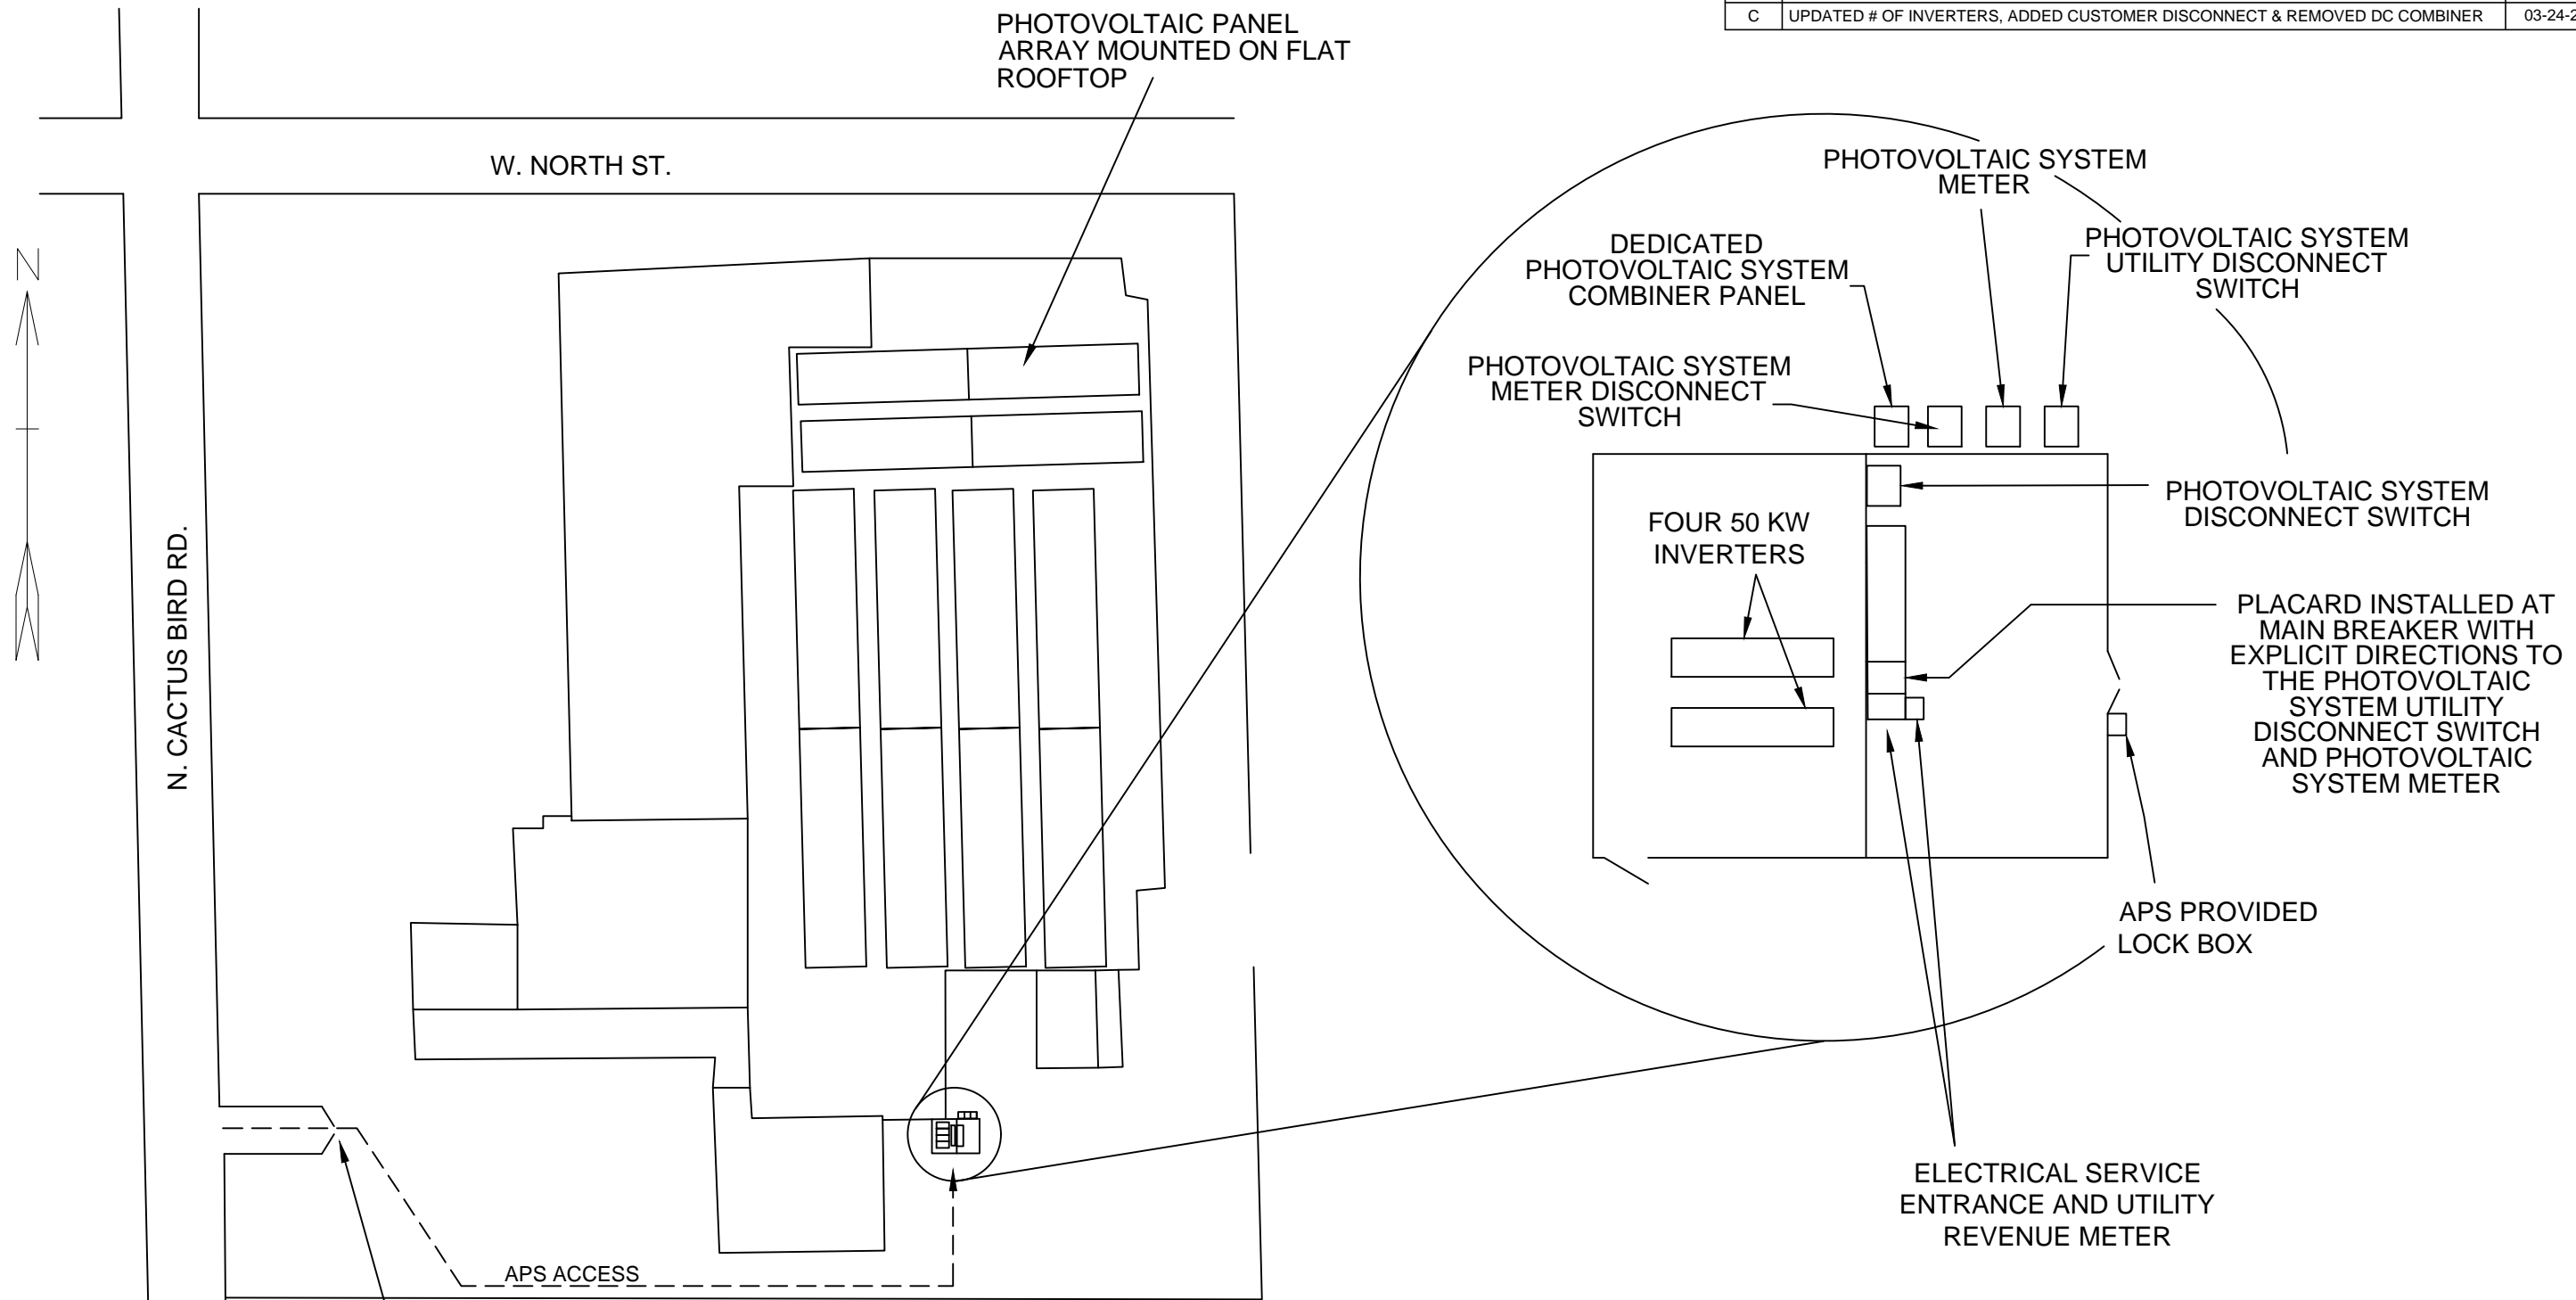 C UPDATED # OF INVERTERS, ADDED CUSTOMER DISCONNECT & REMOVED DC COMBINER 03-24-2
PHOTOVOLTAIC PANEL
ARRAY MOUNTED ON FLAT
ROOFTOP
W. NORTH ST.
N
N. CACTUS BIRD RD.
APS ACCESS
PHOTOVOLTAIC SYSTEM
METER
DEDICATED
PHOTOVOLTAIC SYSTEM
COMBINER PANEL
PHOTOVOLTAIC SYSTEM
UTILITY DISCONNECT
SWITCH
PHOTOVOLTAIC SYSTEM
METER DISCONNECT
SWITCH
PHOTOVOLTAIC SYSTEM
DISCONNECT SWITCH
FOUR 50 KW
INVERTERS
PLACARD INSTALLED AT
MAIN BREAKER WITH
EXPLICIT DIRECTIONS TO
THE PHOTOVOLTAIC
SYSTEM UTILITY
DISCONNECT SWITCH
AND PHOTOVOLTAIC
SYSTEM METER
APS PROVIDED
LOCK BOX
ELECTRICAL SERVICE
ENTRANCE AND UTILITY
REVENUE METER